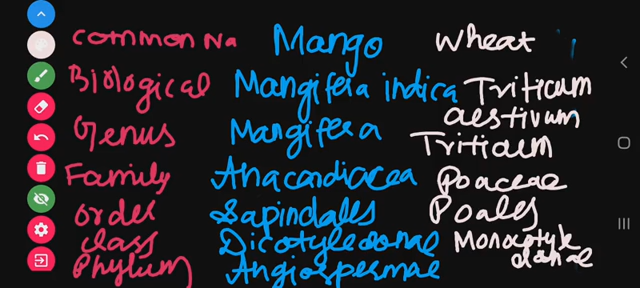 common Na Mango Wheat
Biological Mangifera indica Triticum
aestivum
Genus Mangifera Triticum
Family Anacardiacea Poaceae
order Sapindales Poales
class Dicotyledonae Monocotyle
donae
Phylum Angiospermae